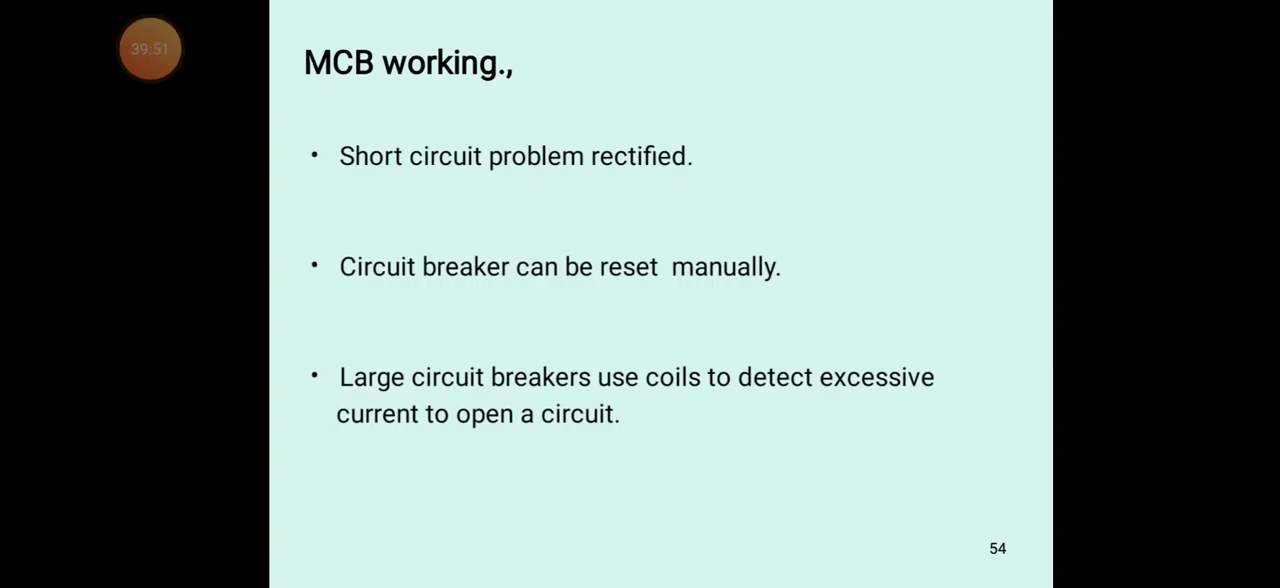 39:51
MCB working.,
• Short circuit problem rectified.
• Circuit breaker can be reset  manually.
• Large circuit breakers use coils to detect excessive
current to open a circuit.
54